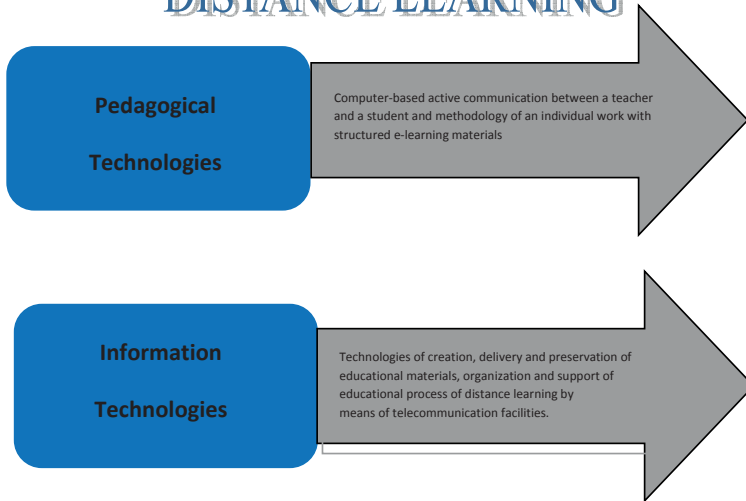 DISTANCE LEARNING
Pedagogical
Technologies
Computer-based active communication between a teacher
and a student and methodology of an individual work with
structured e-learning materials
Information
Technologies
Technologies of creation, delivery and preservation of
educational materials, organization and support of
educational process of distance learning by
means of telecommunication facilities.